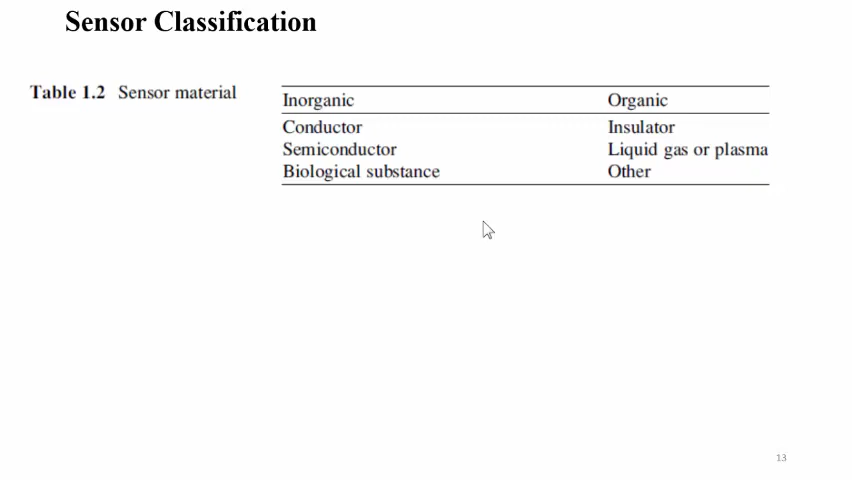 Sensor Classification
Table 1.2 Sensor material
Inorganic Organic
Conductor Insulator
Semiconductor Liquid gas or plasma
Biological substance Other
13